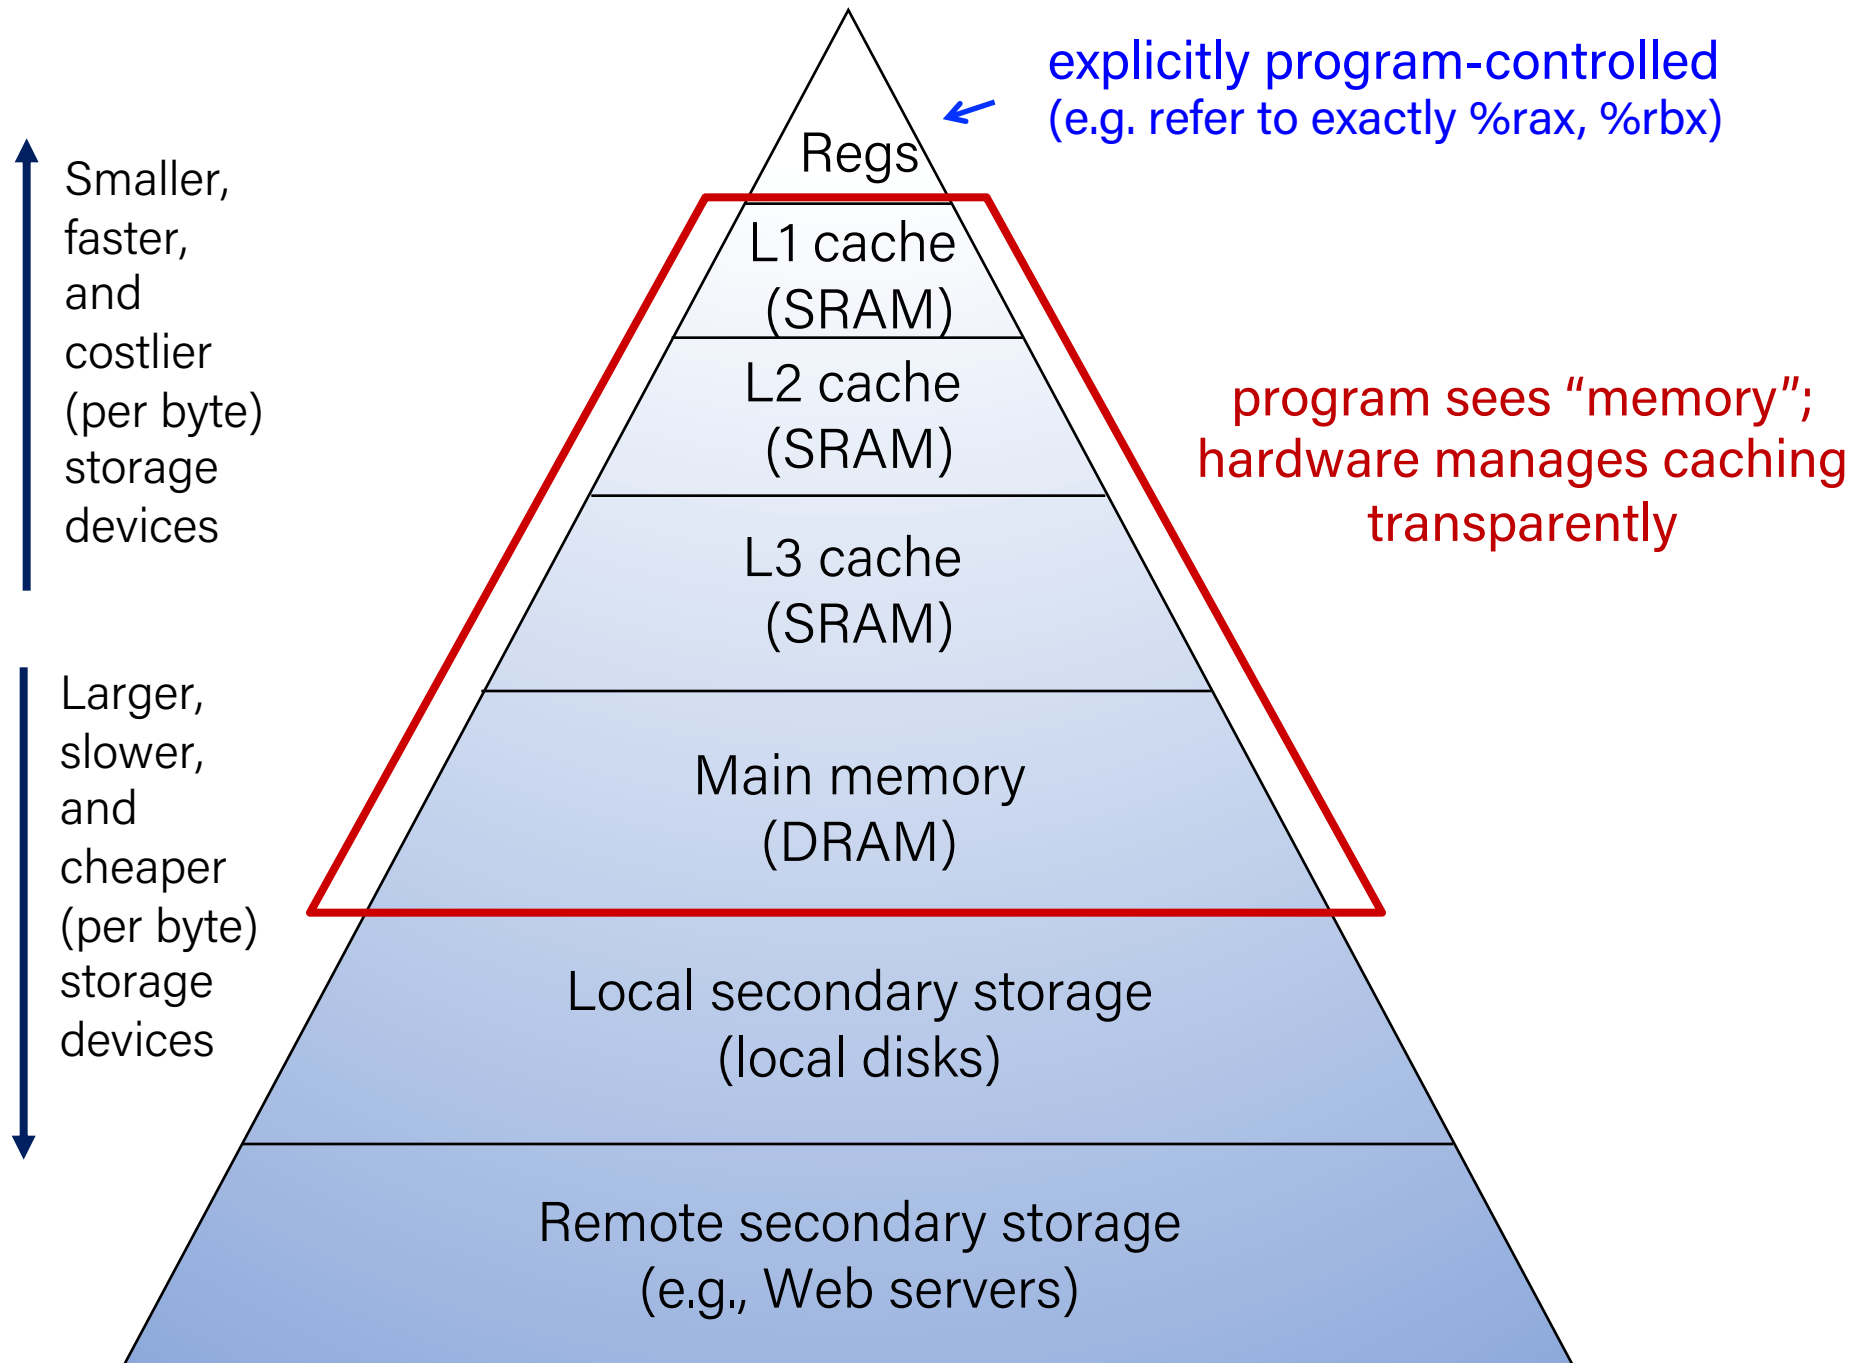 explicitly program-controlled
(e.g. refer to exactly %rax, %rbx)
Regs
Smaller,
faster,
and
costlier
(per byte)
storage
devices
L1 cache
(SRAM)
L2 cache
(SRAM)
program sees “memory”;
hardware manages caching
transparently
L3 cache
(SRAM)
Larger,
slower,
and
cheaper
(per byte)
storage
devices
Main memory
(DRAM)
Local secondary storage
(local disks)
Remote secondary storage
(e.g., Web servers)